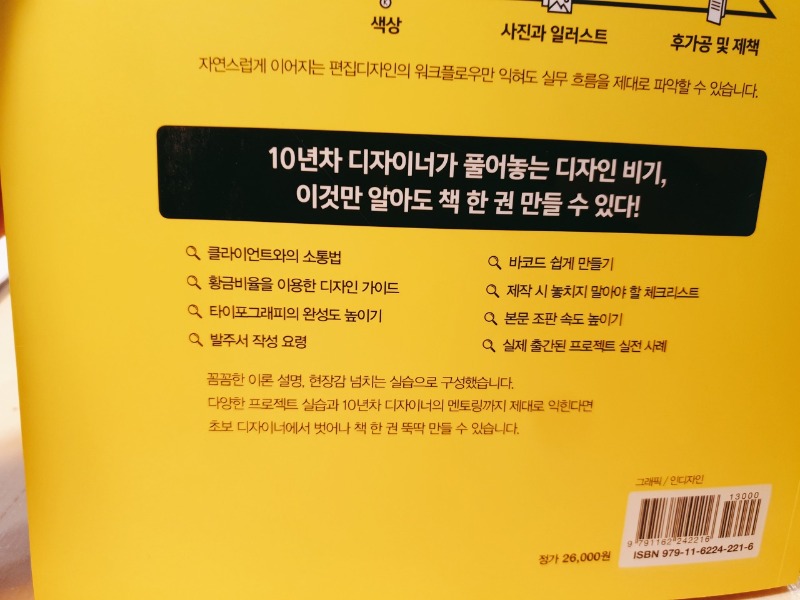 색상
사진과 일러스트
후가공 및 제책
자연스럽게 이어지는 편집디자인의 워크플로우만 익혀도 실무 흐름을 제대로 파악할 수 있습니다.
10년차 디자이너가 풀어놓는 디자인 비기,
이것만 알아도 책 한 권 만들 수 있다!
클라이언트와의 소통법
황금비율을 이용한 디자인 가이드
타이포그래피의 완성도 높이기
발주서 작성 요령
바코드 쉽게 만들기
제작 시 놓치지 말아야 할 체크리스트
본문 조판 속도 높이기
실제 출간된 프로젝트 실전 사례
꼼꼼한 이론 설명, 현장감 넘치는 실습으로 구성했습니다.
다양한 프로젝트 실습과 10년차 디자이너의 멘토링까지 제대로 익힌다면
초보 디자이너에서 벗어나 책 한 권 뚝딱 만들 수 있습니다.
그래픽 / 인디자인
13000
9 791162 242216
정가 26,000원
ISBN 979-11-6224-221-6